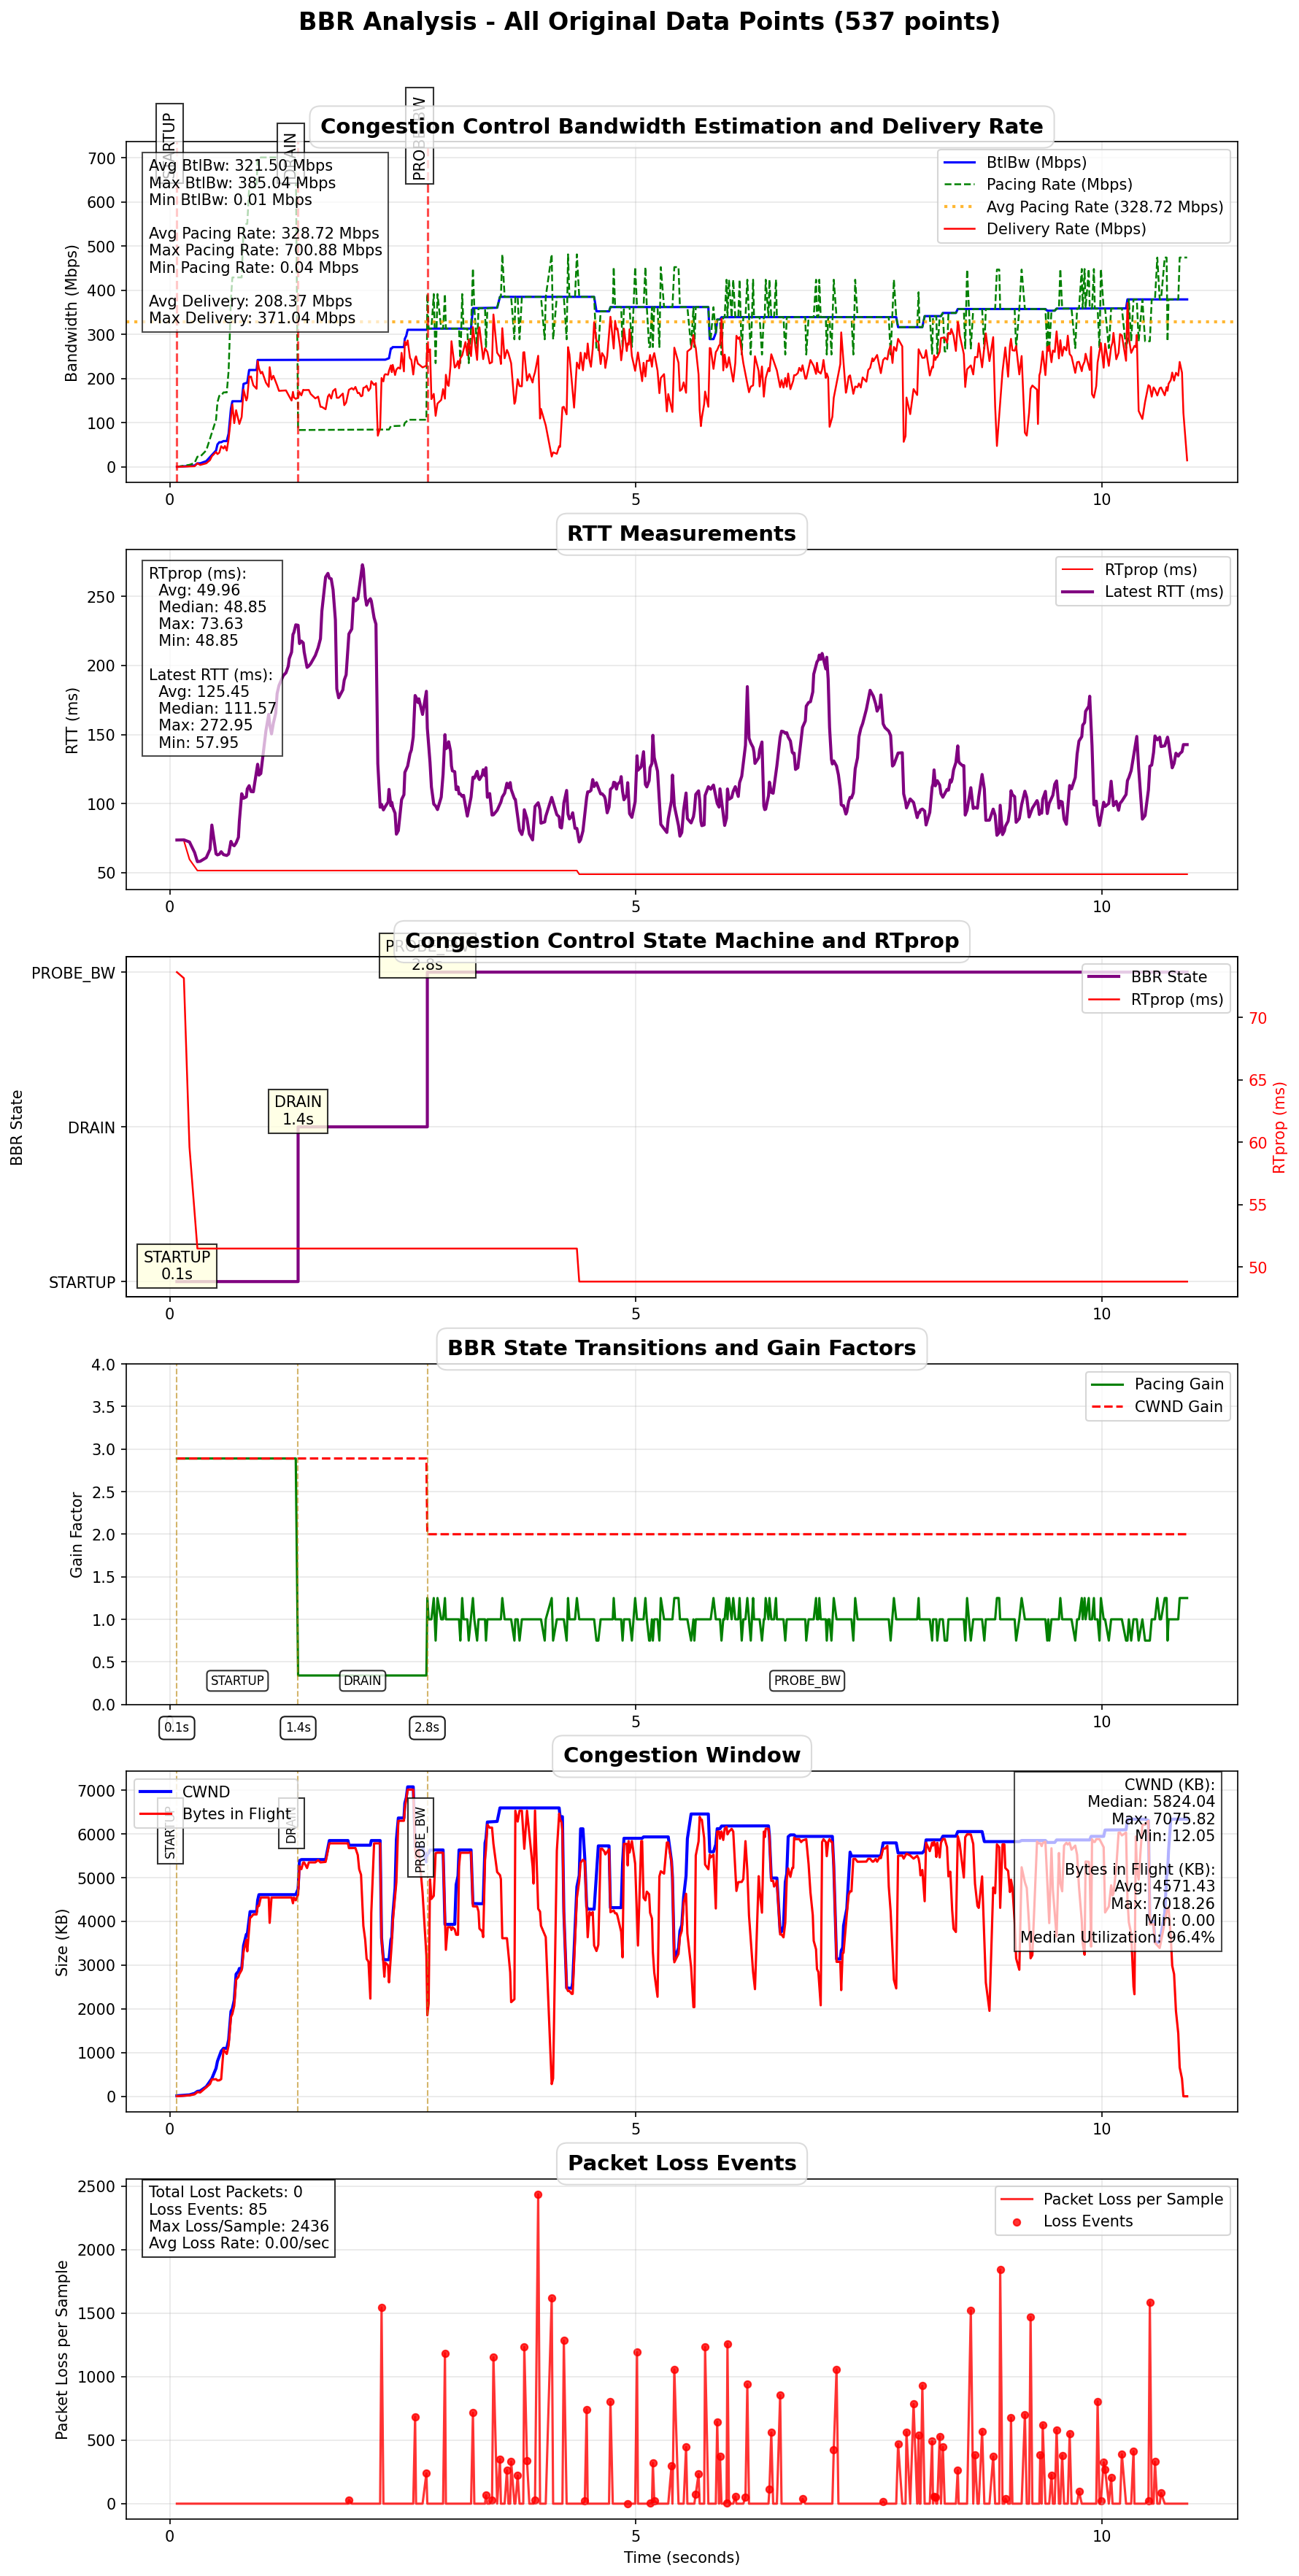 BBR Analysis - All Original Data Points (537 points)
Congestion Control Bandwidth Estimation and Delivery Rate
STARTUP
DRAIN
PROBE_BW
Avg BtlBw: 321.50 Mbps
Max BtlBw: 385.04 Mbps
Min BtlBw: 0.01 Mbps
Avg Pacing Rate: 328.72 Mbps
Max Pacing Rate: 700.88 Mbps
Min Pacing Rate: 0.04 Mbps
Avg Delivery: 208.37 Mbps
Max Delivery: 371.04 Mbps
BtlBw (Mbps)
Pacing Rate (Mbps)
Avg Pacing Rate (328.72 Mbps)
Delivery Rate (Mbps)
Bandwidth (Mbps)
700
600
500
400
300
200
100
0
0 5 10
RTT Measurements
RTprop (ms):
Avg: 49.96
Median: 48.85
Max: 73.63
Min: 48.85
Latest RTT (ms):
Avg: 125.45
Median: 111.57
Max: 272.95
Min: 57.95
RTprop (ms)
Latest RTT (ms)
RTT (ms)
250
200
150
100
50
0 5 10
Congestion Control State Machine and RTprop
PROBE_BW
2.8s
DRAIN
1.4s
STARTUP
0.1s
BBR State
RTprop (ms)
BBR State
PROBE_BW
DRAIN
STARTUP
70
65
60
55
50
RTprop (ms)
0 5 10
BBR State Transitions and Gain Factors
Pacing Gain
CWND Gain
Gain Factor
4.0
3.5
3.0
2.5
2.0
1.5
1.0
0.5
0.0
STARTUP
DRAIN
PROBE_BW
0 5 10
0.1s
1.4s
2.8s
Congestion Window
CWND
Bytes in Flight
STARTUP
DRAIN
PROBE_BW
CWND (KB):
Median: 5824.04
Max: 7075.82
Min: 12.05
Bytes in Flight (KB):
Avg: 4571.43
Max: 7018.26
Min: 0.00
Median Utilization: 96.4%
Size (KB)
7000
6000
5000
4000
3000
2000
1000
0
0 5 10
Packet Loss Events
Total Lost Packets: 0
Loss Events: 85
Max Loss/Sample: 2436
Avg Loss Rate: 0.00/sec
Packet Loss per Sample
Loss Events
Packet Loss per Sample
2500
2000
1500
1000
500
0
0 5 10
Time (seconds)